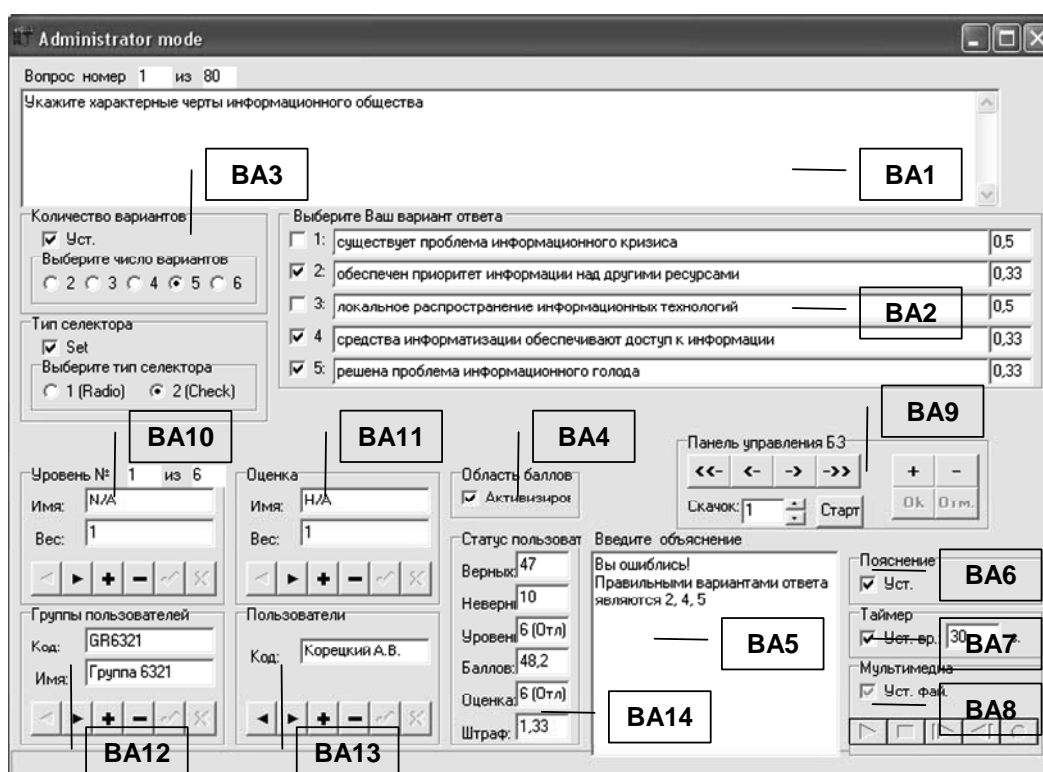 Administrator mode
Вопрос номер 1 из 80
Укажите характерные черты информационного общества
BA3
BA1
Количество вариантов
Уст.
Выберите число вариантов
2 3 4 5 6
Выберите Ваш вариант ответа
1: существует проблема информационного кризиса 0,5
2: обеспечен приоритет информации над другими ресурсами 0,33
3: локальное распространение информационных технологий 0,5
BA2
4 средства информатизации обеспечивают доступ к информации 0,33
5: решена проблема информационного голода 0,33
Тип селектора
Set
Выберите тип селектора
1 (Radio) 2 (Check)
BA10
BA11
BA4
BA9
Панель управления БЗ
<<- <- -> ->> + -
Скачок: 1 Старт Ok Отм.
Уровень № 1 из 6
Имя: N/A
Вес: 1
Оценка
Имя: Н/А
Вес: 1
Область баллов
Активизиров
Статус пользоват
Верных: 47
Неверн 10
Уровень 6 (Отл)
Баллов: 48,2
Оценка: 6 (Отл)
Штраф: 1,33
Введите объяснение
Вы ошиблись!
Правильными вариантами ответа
являются 2, 4, 5
BA5
BA14
Пояснение
Уст.
BA6
Таймер
Уст. вр.: 30 с.
BA7
Мультимедиа
Уст. фай.
BA8
Группы пользователей
Код: GR6321
Имя: Группа 6321
BA12
Пользователи
Код: Корецкий А.В.
BA13